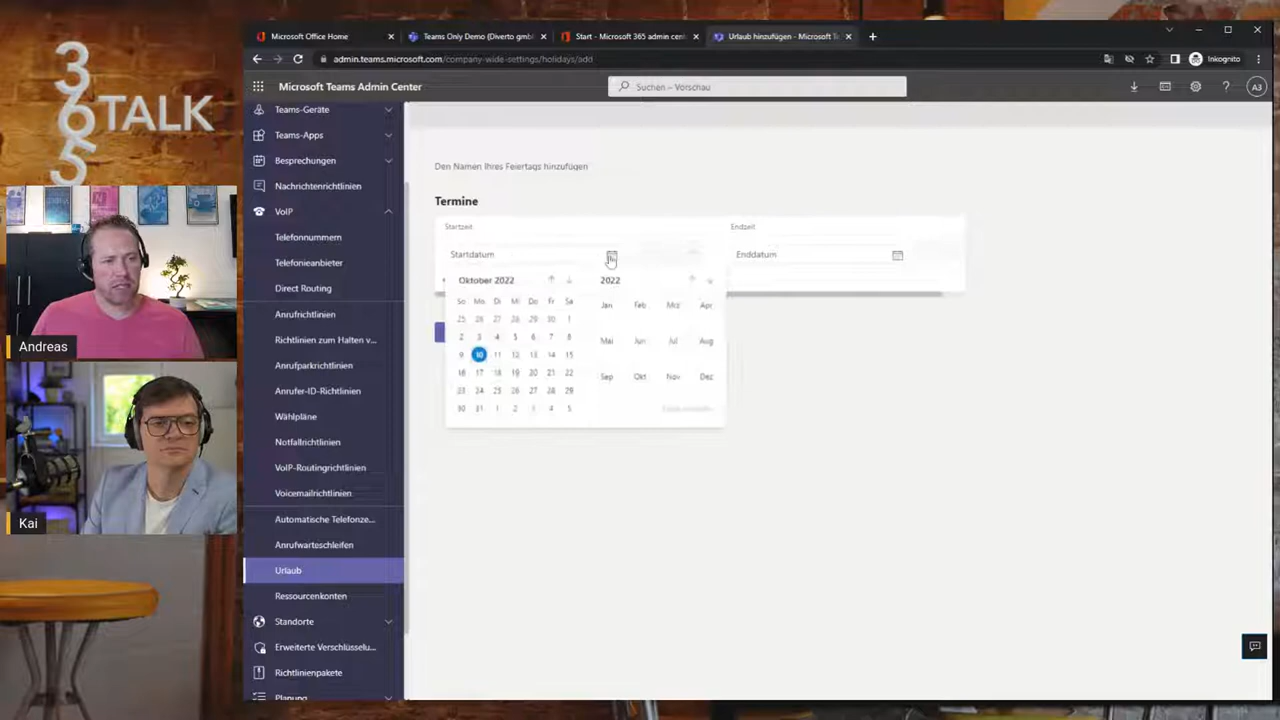 365 TALK
Andreas
Kai
Microsoft Office Home
Teams Only Demo (Diverto gmb
Start - Microsoft 365 admin cent
Urlaub hinzufügen - Microsoft T
admin.teams.microsoft.com/company-wide-settings/holidays/add
Inkognito
Microsoft Teams Admin Center
Suchen – Vorschau
A3
Teams-Geräte
Teams-Apps
Besprechungen
Nachrichtenrichtlinien
VoIP
Telefonnummern
Telefonieanbieter
Direct Routing
Anrufrichtlinien
Richtlinien zum Halten v...
Anrufparkrichtlinien
Anrufer-ID-Richtlinien
Wählpläne
Notfallrichtlinien
VoIP-Routingrichtlinien
Voicemailrichtlinien
Automatische Telefonze...
Anrufwarteschleifen
Urlaub
Ressourcenkonten
Standorte
Erweiterte Verschlüsselu...
Richtlinienpakete
Planung
Den Namen Ihres Feiertags hinzufügen
Termine
Startzeit
Endzeit
Startdatum
Enddatum
Oktober 2022
2022
So Mo Di Mi Do Fr Sa
25 26 27 28 29 30 1
2 3 4 5 6 7 8
9 10 11 12 13 14 15
16 17 18 19 20 21 22
23 24 25 26 27 28 29
30 31 1 2 3 4 5
Jan Feb Mrz Apr
Mai Jun Jul Aug
Sep Okt Nov Dez